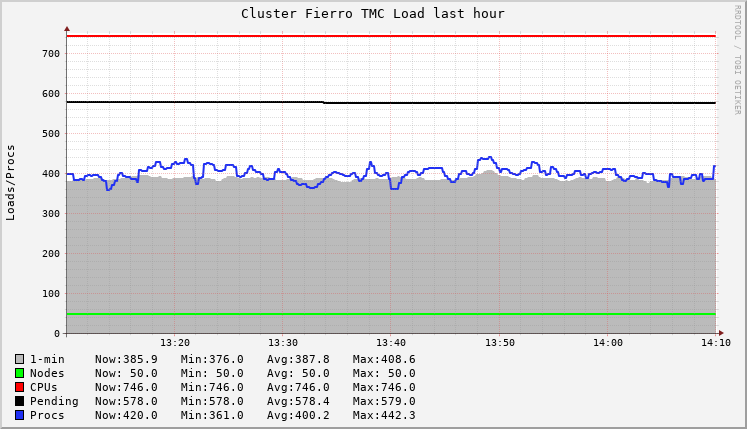 Cluster Fierro TMC Load last hour
RRDTOOL / TOBI OETIKER
Loads/Procs
700
600
500
400
300
200
100
0
13:20 13:30 13:40 13:50 14:00 14:10
1-min Now:385.9 Min:376.0 Avg:387.8 Max:408.6
Nodes Now: 50.0 Min: 50.0 Avg: 50.0 Max: 50.0
CPUs Now:746.0 Min:746.0 Avg:746.0 Max:746.0
Pending Now:578.0 Min:578.0 Avg:578.4 Max:579.0
Procs Now:420.0 Min:361.0 Avg:400.2 Max:442.3